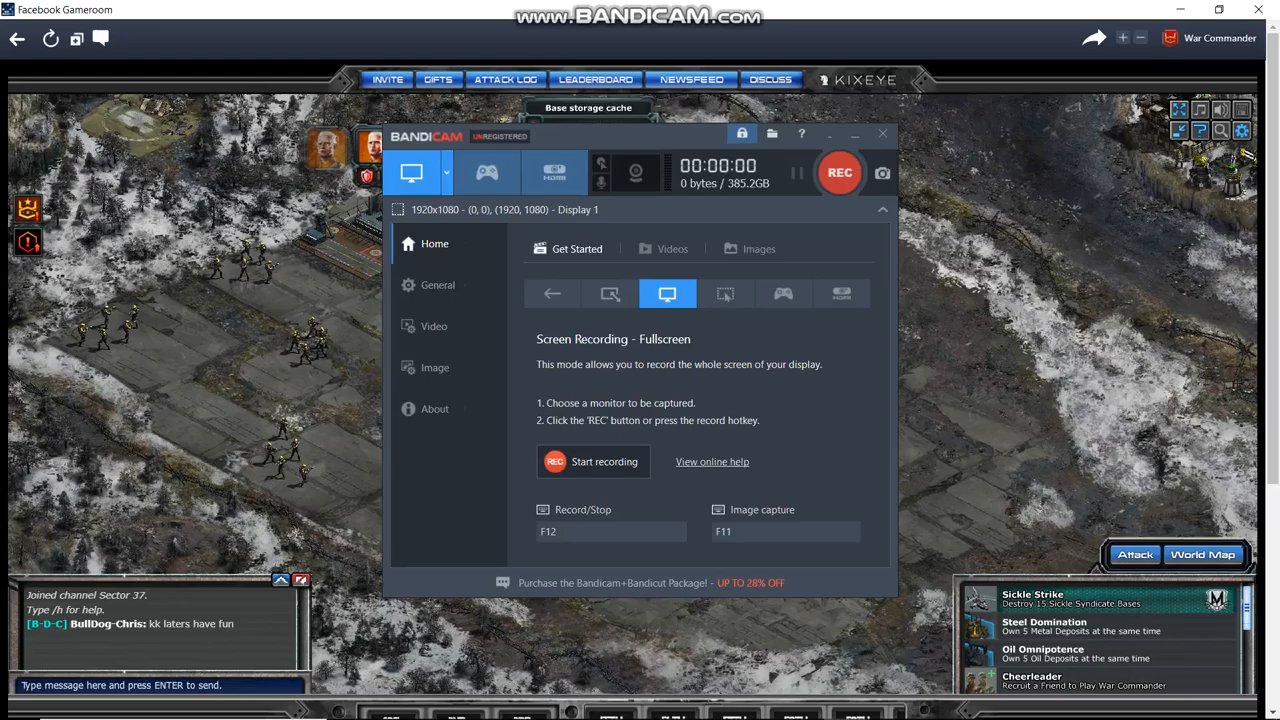 Facebook Gameroom
www.BANDICAM.com
War Commander
INVITE
GIFTS
ATTACK LOG
LEADERBOARD
NEWSFEED
DISCUSS
KIXEYE
Base storage cache
BANDICAM
UNREGISTERED
00:00:00
0 bytes / 385.2GB
REC
HDMI
1920x1080 - (0, 0), (1920, 1080) - Display 1
Home
General
Video
Image
About
Get Started
Videos
Images
HDMI
Screen Recording - Fullscreen
This mode allows you to record the whole screen of your display.
1. Choose a monitor to be captured.
2. Click the 'REC' button or press the record hotkey.
REC
Start recording
View online help
Record/Stop
Image capture
F12
F11
Purchase the Bandicam+Bandicut Package! - UP TO 28% OFF
Attack
World Map
Joined channel Sector 37.
Type /h for help.
[B-D-C] BullDog-Chris: kk laters have fun
Type message here and press ENTER to send.
Sickle Strike
Destroy 15 Sickle Syndicate Bases
M
Steel Domination
Own 5 Metal Deposits at the same time
Oil Omnipotence
Own 5 Oil Deposits at the same time
Cheerleader
Recruit a Friend to Play War Commander